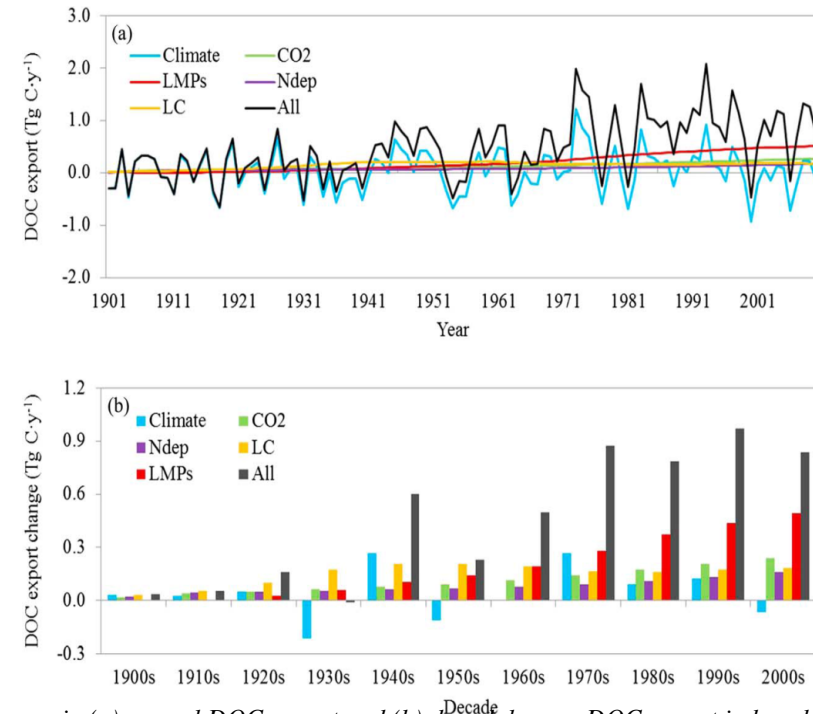 (a)
Climate CO2
LMPs Ndep
LC All
DOC export (Tg C·y⁻¹)
3.0
2.0
1.0
0.0
-1.0
-2.0
1901 1911 1921 1931 1941 1951 1961 1971 1981 1991 2001
Year
(b)
Climate CO2
Ndep LC
LMPs All
DOC export change (Tg C·y⁻¹)
1.2
0.9
0.6
0.3
0.0
-0.3
1900s 1910s 1920s 1930s 1940s 1950s 1960s 1970s 1980s 1990s 2000s
Decade